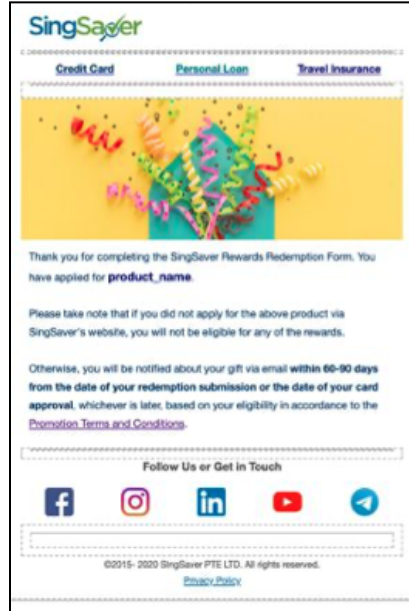 SingSaver
Credit Card Personal Loan Travel Insurance
Thank you for completing the SingSaver Rewards Redemption Form. You
have applied for product_name.
Please take note that if you did not apply for the above product via
SingSaver's website, you will not be eligible for any of the rewards.
Otherwise, you will be notified about your gift via email within 60-90 days
from the date of your redemption submission or the date of your card
approval, whichever is later, based on your eligibility in accordance to the
Promotion Terms and Conditions.
Follow Us or Get in Touch
©2015- 2020 SingSaver PTE LTD. All rights reserved.
Privacy Policy